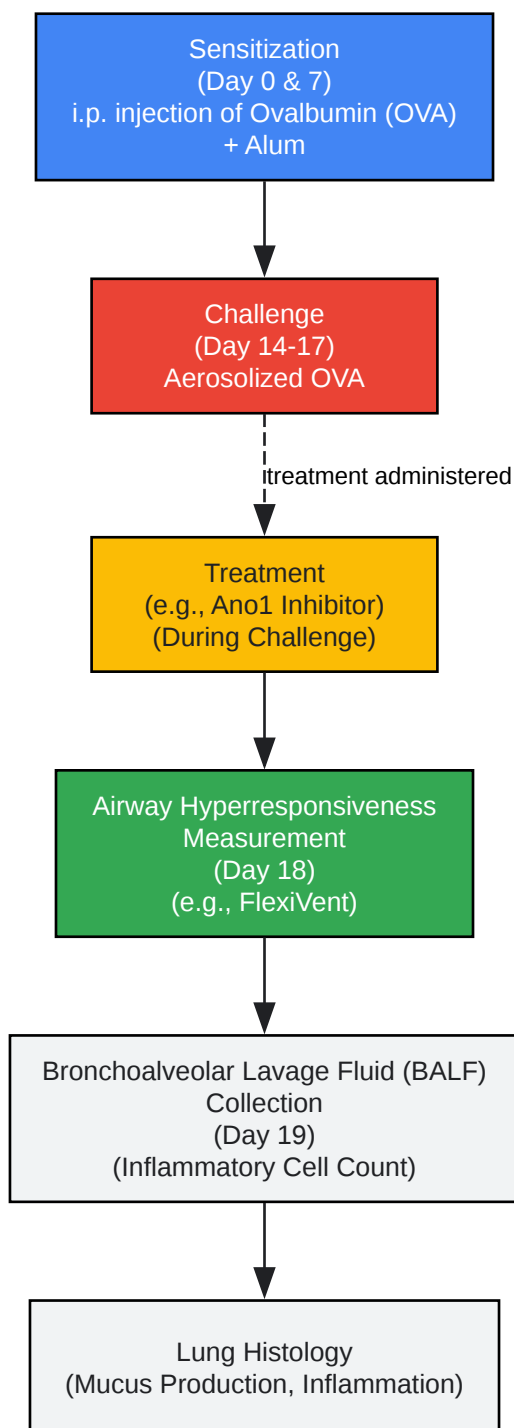 Sensitization
(Day 0 & 7)
i.p. injection of Ovalbumin (OVA)
+ Alum
Challenge
(Day 14-17)
Aerosolized OVA
treatment administered
Treatment
(e.g., Ano1 Inhibitor)
(During Challenge)
Airway Hyperresponsiveness
Measurement
(Day 18)
(e.g., FlexiVent)
Bronchoalveolar Lavage Fluid (BALF)
Collection
(Day 19)
(Inflammatory Cell Count)
Lung Histology
(Mucus Production, Inflammation)